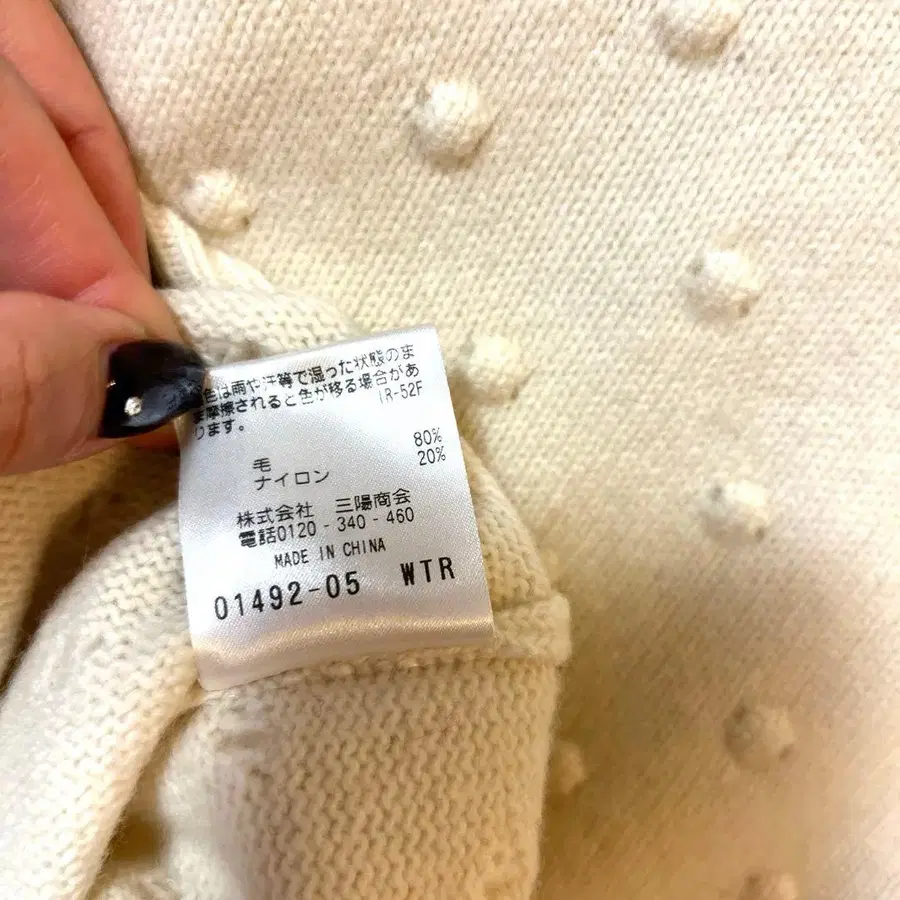 色は雨や汗等で湿った状態のま
ま摩擦されると色が移る場合があ
ります。
IR-52F
毛 80%
ナイロン 20%
株式会社 三陽商会
電話0120-340-460
MADE IN CHINA
01492-05 WTR